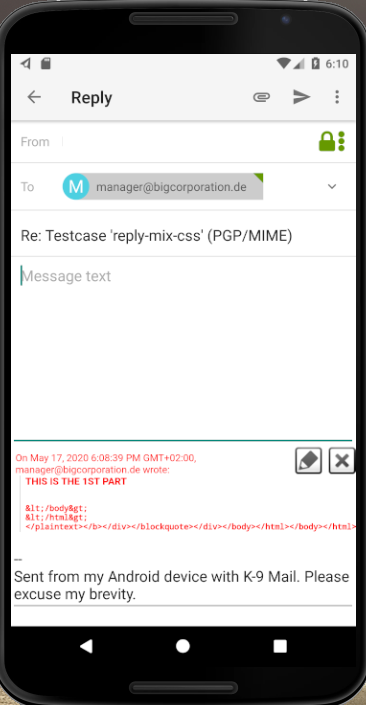 6:10
Reply
From
To
M
manager@bigcorporation.de
Re: Testcase 'reply-mix-css' (PGP/MIME)
Message text
On May 17, 2020 6:08:39 PM GMT+02:00,
manager@bigcorporation.de wrote:
THIS IS THE 1ST PART
&lt;/body&gt;
&lt;/html&gt;
</plaintext></b></div></blockquote></div></body></html></body></html>
--
Sent from my Android device with K-9 Mail. Please
excuse my brevity.